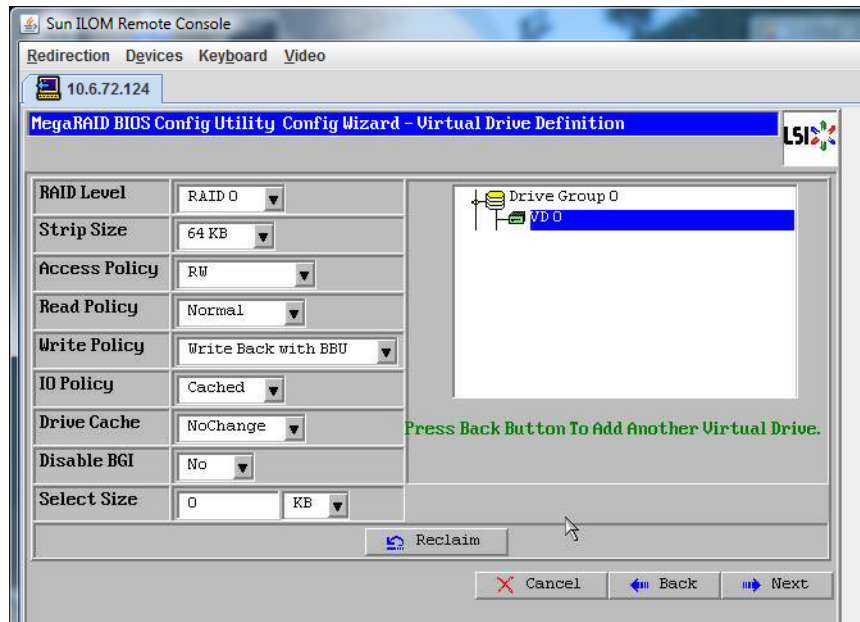 Sun ILOM Remote Console
Redirection Devices Keyboard Video
10.6.72.124
MegaRAID BIOS Config Utility Config Wizard - Virtual Drive Definition
LSI
RAID Level RAID 0
Strip Size 64 KB
Access Policy RW
Read Policy Normal
Write Policy Write Back with BBU
IO Policy Cached
Drive Cache NoChange
Disable BGI No
Select Size 0 KB
Drive Group 0
VD 0
Press Back Button To Add Another Virtual Drive.
Reclaim
Cancel Back Next